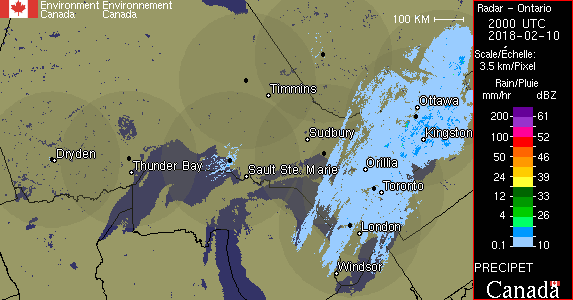 Environment Environnement
Canada Canada
100 KM
Timmins
Ottawa
Sudbury
Kingston
Dryden
Thunder Bay
Sault Ste. Marie
Orillia
Toronto
London
Windsor
Radar - Ontario
2000 UTC
2018-02-10
Scale/Échelle:
3.5 km/Pixel
Rain/Pluie
mm/hr dBZ
200 61
100 52
50 46
24 39
12 33
4 26
0.1 10
PRECIPET
Canada